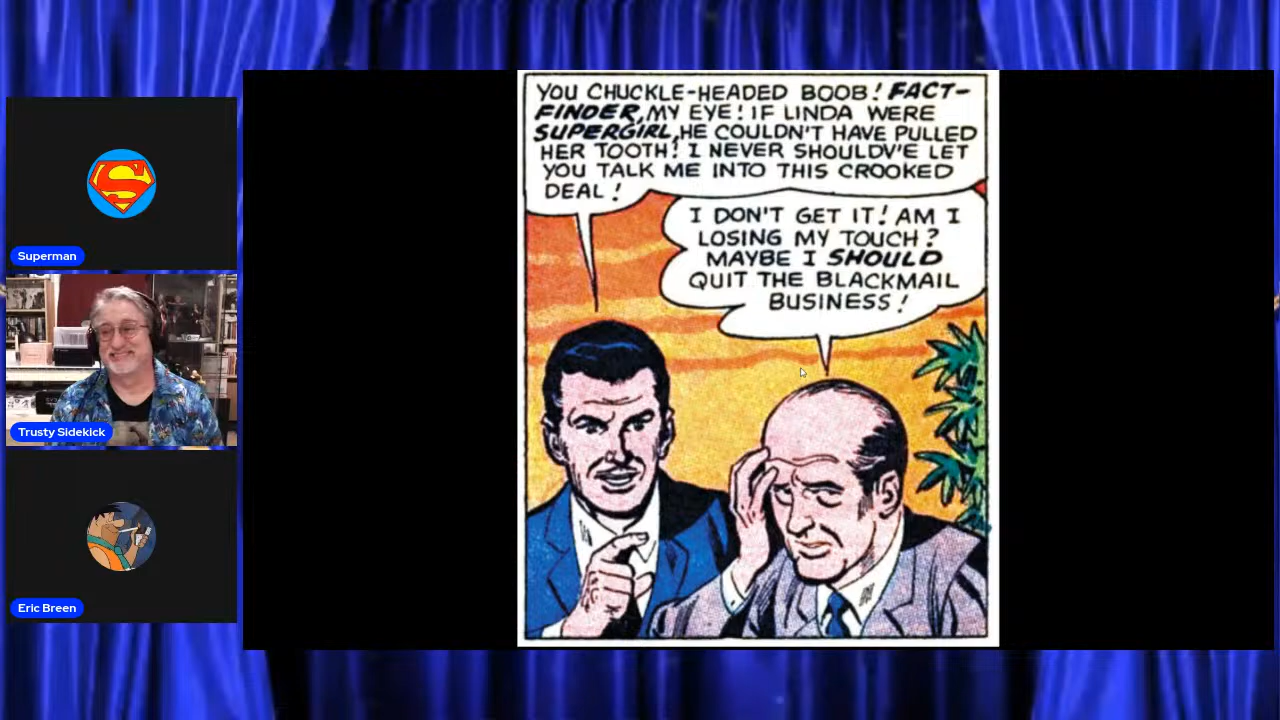 YOU CHUCKLE-HEADED BOOB! FACT-
FINDER, MY EYE! IF LINDA WERE
SUPERGIRL, HE COULDN'T HAVE PULLED
HER TOOTH! I NEVER SHOULDV'E LET
YOU TALK ME INTO THIS CROOKED
DEAL!
I DON'T GET IT! AM I
LOSING MY TOUCH?
MAYBE I SHOULD
QUIT THE BLACKMAIL
BUSINESS!
Superman
Trusty Sidekick
Eric Breen